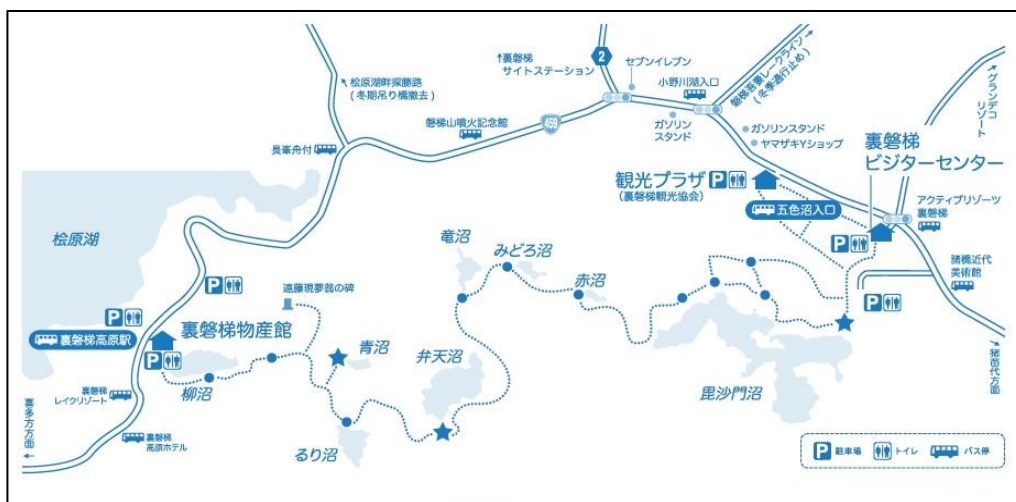 2
↑裏磐梯
サイトステーション
セブンイレブン
小野川湖入口
磐梯吾妻レークライン
(冬季通行止め)
グランデコ
リゾート
桧原湖畔探勝路
(冬期吊り橋撤去)
磐梯山噴火記念館
459
ガソリン
スタンド
ガソリンスタンド
ヤマザキYショップ
裏磐梯
ビジターセンター
長峯舟付
観光プラザ
P
(裏磐梯観光協会)
五色沼入口
アクティブリゾーツ
裏磐梯
P
諸橋近代
美術館
P
桧原湖
竜沼
みどろ沼
赤沼
P
遠藤現夢翁の碑
P
裏磐梯高原駅
裏磐梯物産館
P
青沼
弁天沼
毘沙門沼
柳沼
るり沼
裏磐梯
レイクリゾート
裏磐梯
高原ホテル
喜多方方面
←
猪苗代方面
P 駐車場
トイレ
バス停